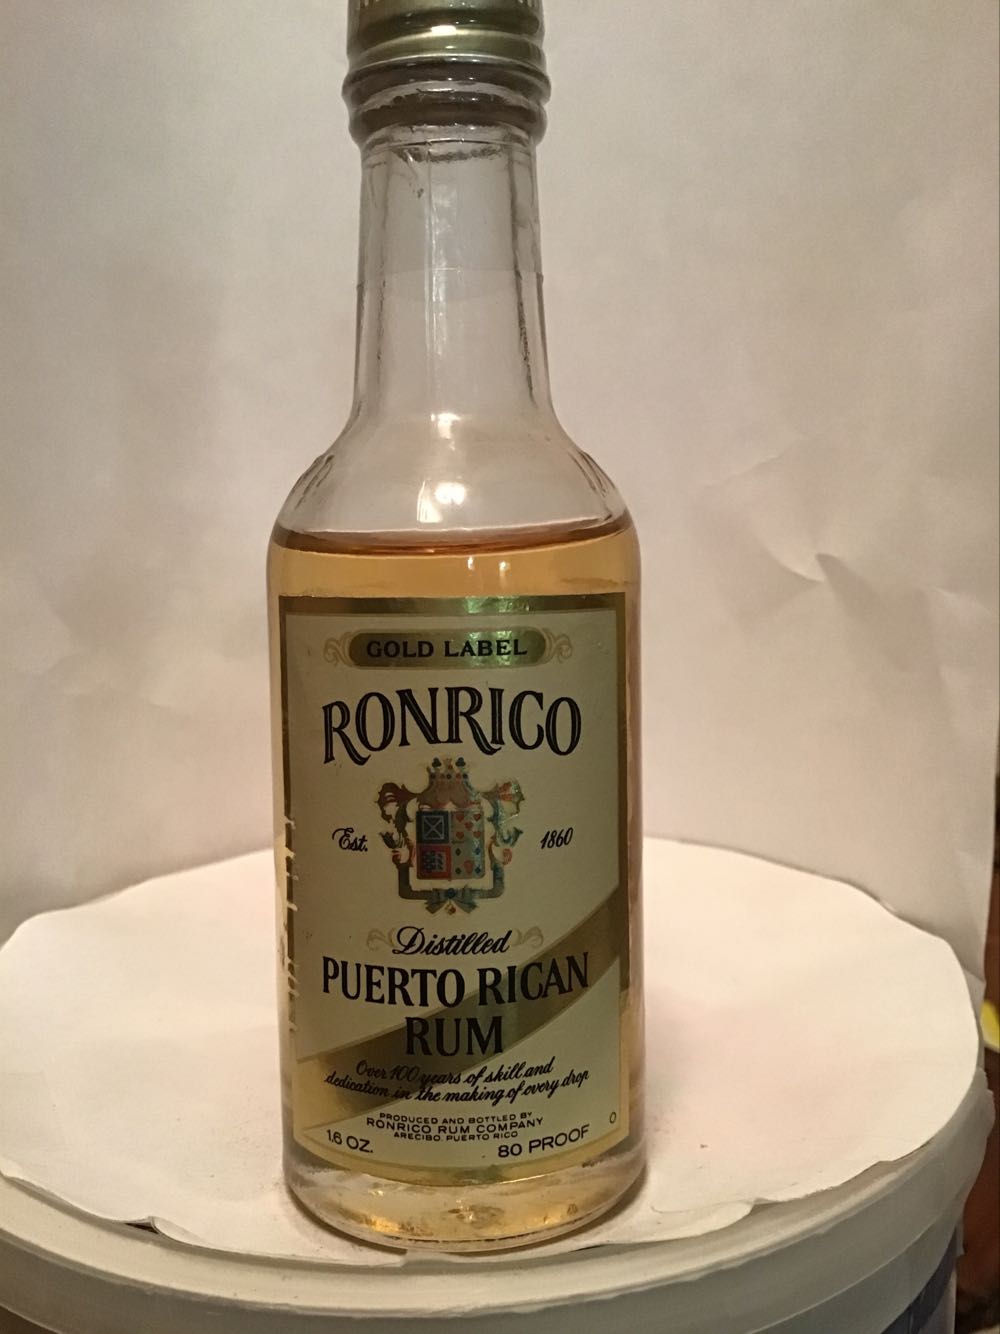 GOLD LABEL
RONRICO
Est. 1860
Distilled
PUERTO RICAN
RUM
Over 100 years of skill and
dedication in the making of every drop
PRODUCED AND BOTTLED BY
RONRICO RUM COMPANY
ARECIBO, PUERTO RICO
1.6 OZ. 80 PROOF